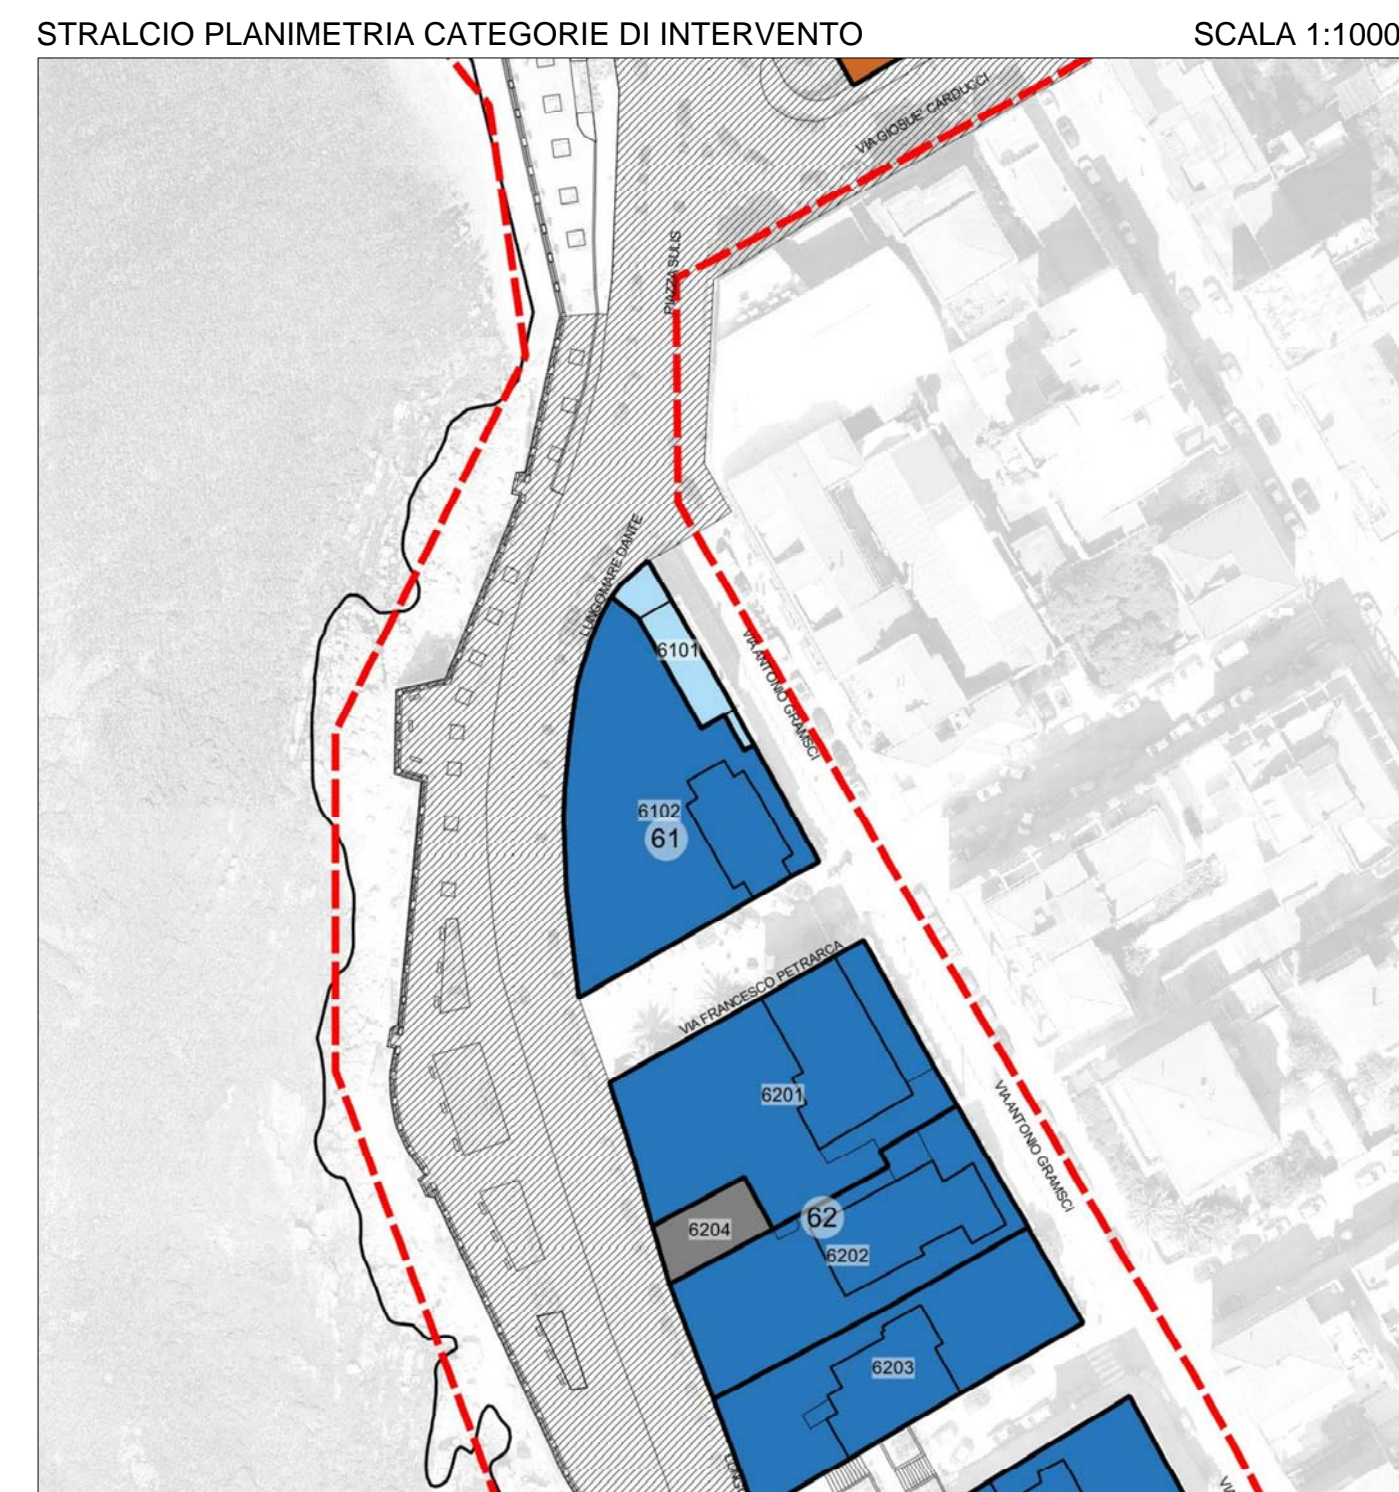 STRALCIO PLANIMETRIA CATEGORIE DI INTERVENTO
SCALA 1:1000
VIA GIOSUE' CARDUCCI
PIAZZA SULIS
LUNGOMARE DANTE
6101
VIA ANTONIO GRAMSCI
6102
61
VIA FRANCESCO PETRARCA
6201
VIA ANTONIO GRAMSCI
6204
62
6202
6203